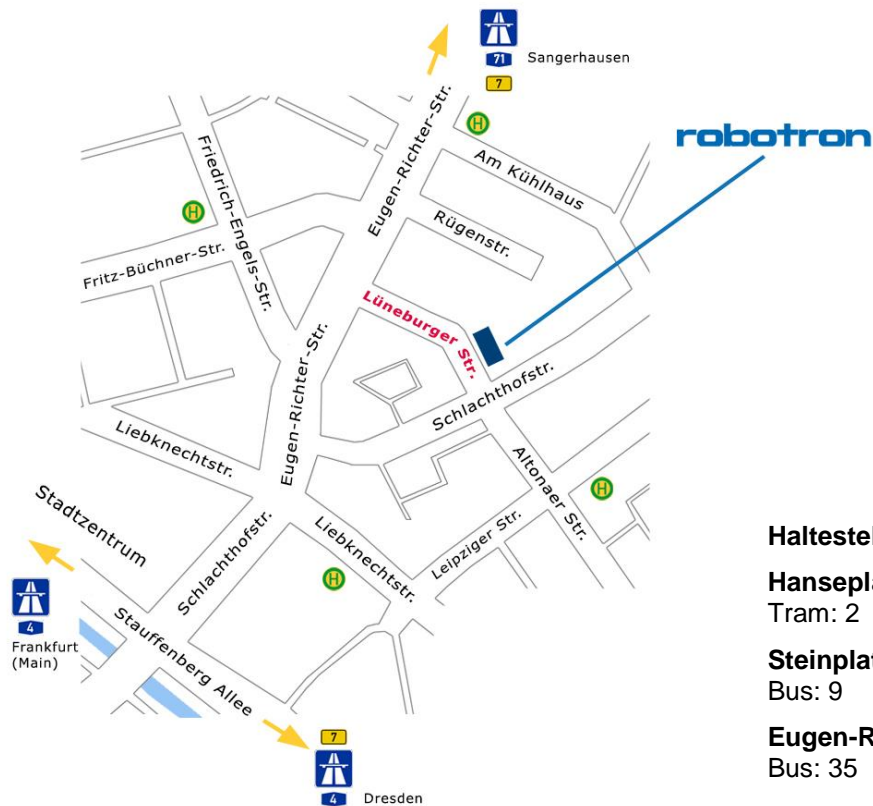 71
Sangerhausen
7
robotron
H
Am Kühlhaus
Eugen-Richter-Str.
Friedrich-Engels-Str.
H
Rügenstr.
Fritz-Büchner-Str.
Lüneburger Str.
Eugen-Richter-Str.
Schlachthofstr.
Liebknechtstr.
Altonaer Str.
H
Stadtzentrum
Schlachthofstr.
Liebknechtstr.
Leipziger Str.
H
4
Frankfurt
(Main)
Stauffenberg Allee
7
4
Dresden
Tram: 2
Bus: 9
Bus: 35